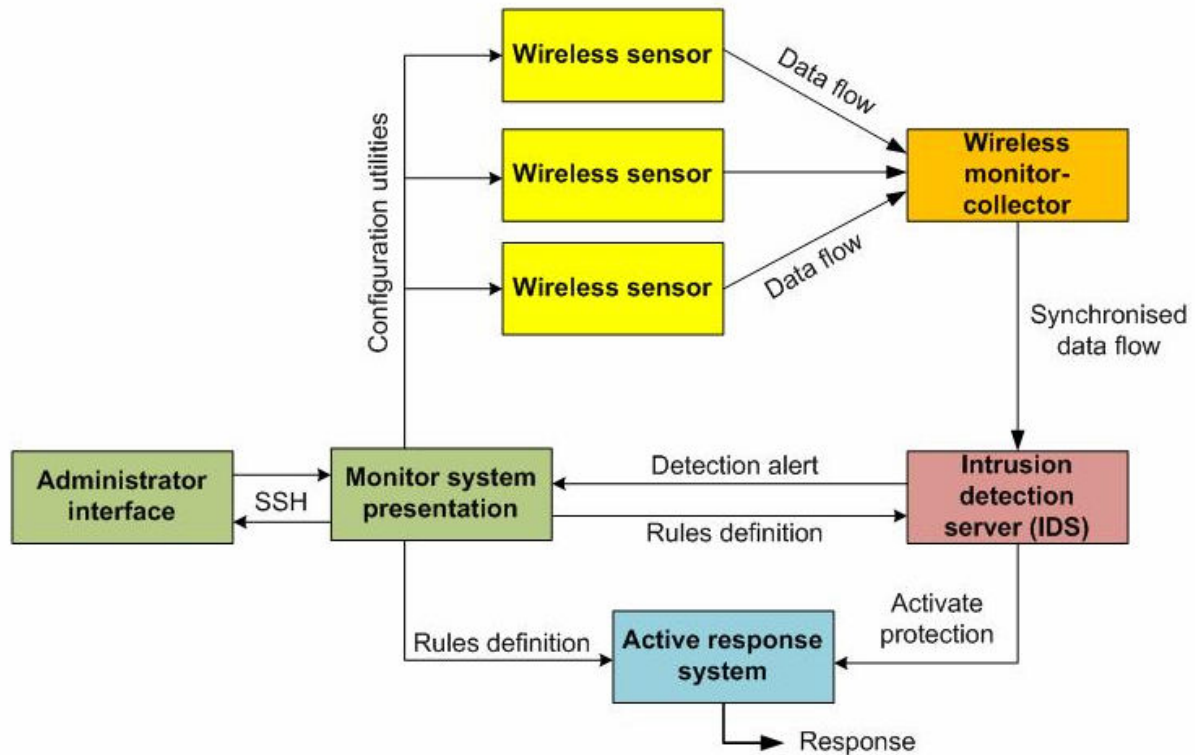 Wireless sensor
Data flow
Configuration utilities
Wireless sensor
Wireless
monitor-
collector
Wireless sensor
Data flow
Synchronised
data flow
Administrator
interface
SSH
Monitor system
presentation
Detection alert
Rules definition
Intrusion
detection
server (IDS)
Rules definition
Active response
system
Activate
protection
Response